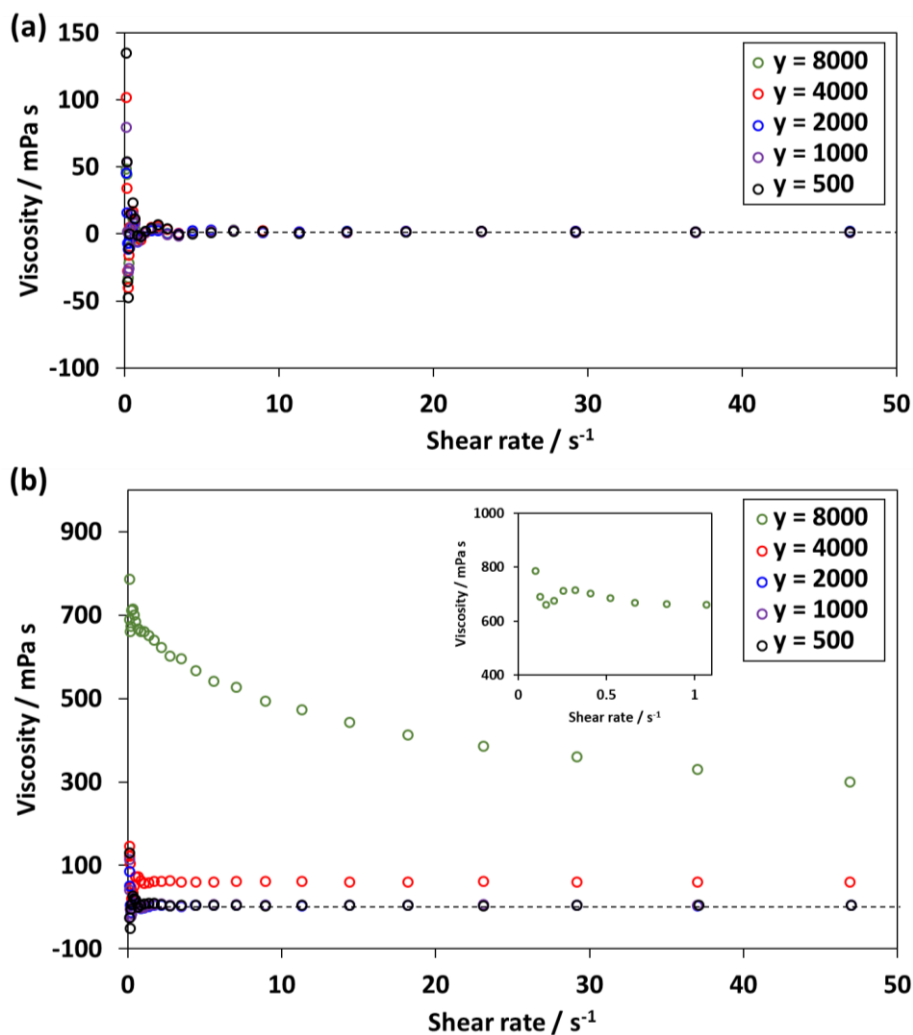 (a)
150
100
50
0
-50
-100
Viscosity / mPa s
0 10 20 30 40 50
Shear rate / s⁻¹
y = 8000
y = 4000
y = 2000
y = 1000
y = 500
(b)
900
700
500
300
100
-100
Viscosity / mPa s
0 10 20 30 40 50
Shear rate / s⁻¹
1000
800
600
400
Viscosity / mPa s
0 0.5 1
Shear rate / s⁻¹
y = 8000
y = 4000
y = 2000
y = 1000
y = 500